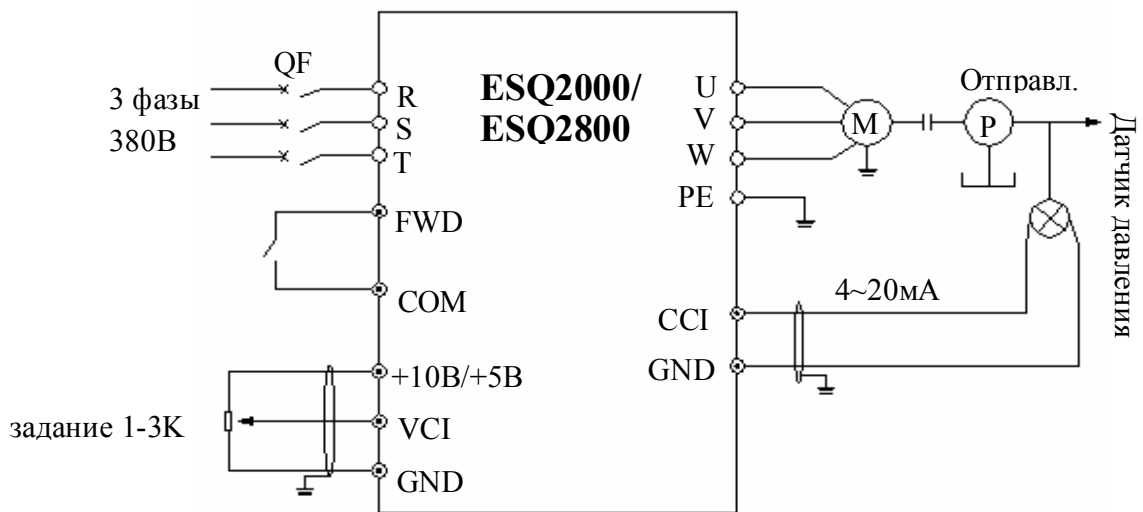 QF
3 фазы
380В
R
S
T
FWD
COM
+10В/+5В
VCI
GND
задание 1-3К
ESQ2000/
ESQ2800
U
V
W
PE
CCI
GND
M
Отправл.
P
4~20мА
Датчик давления